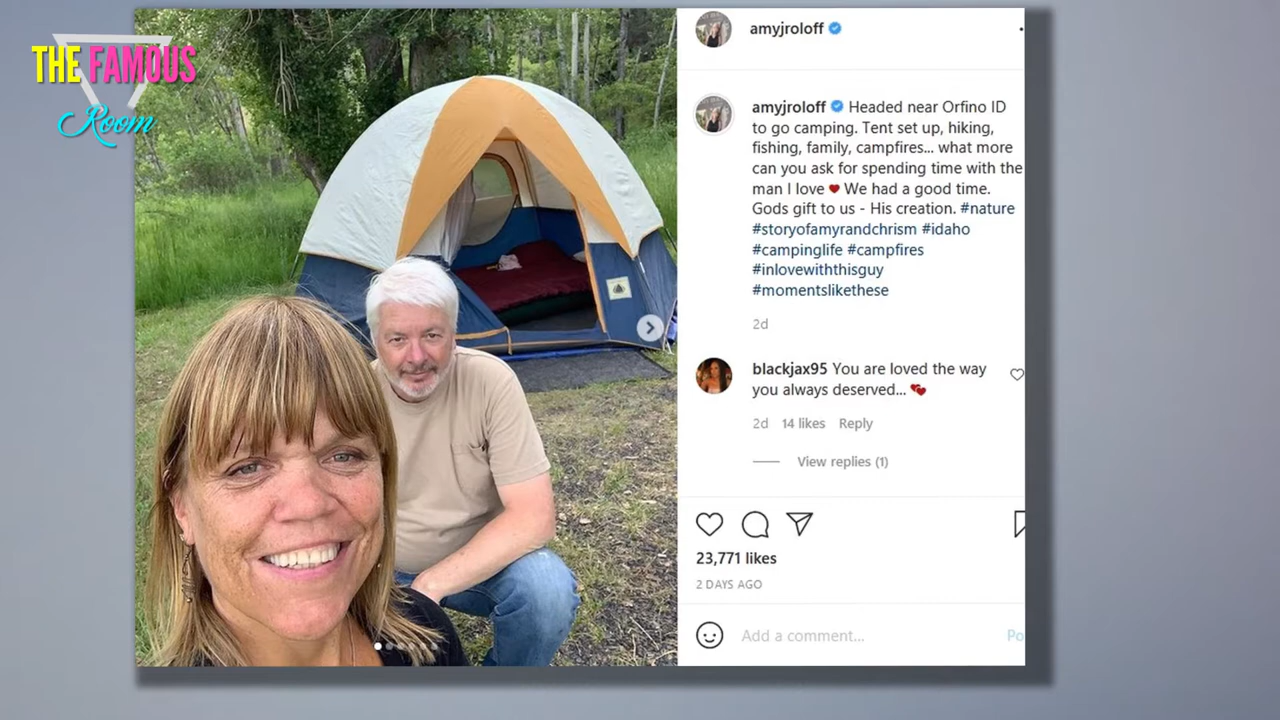 THE FAMOUS
Room
amyjroloff
amyjroloff Headed near Orfino ID
to go camping. Tent set up, hiking,
fishing, family, campfires... what more
can you ask for spending time with the
man I love ❤ We had a good time.
Gods gift to us - His creation. #nature
#storyofamyrandchrism #idaho
#campinglife #campfires
#inlovewiththisguy
#momentslikethese
2d
blackjax95 You are loved the way
you always deserved... 💕
2d 14 likes Reply
View replies (1)
23,771 likes
2 DAYS AGO
Add a comment... Po